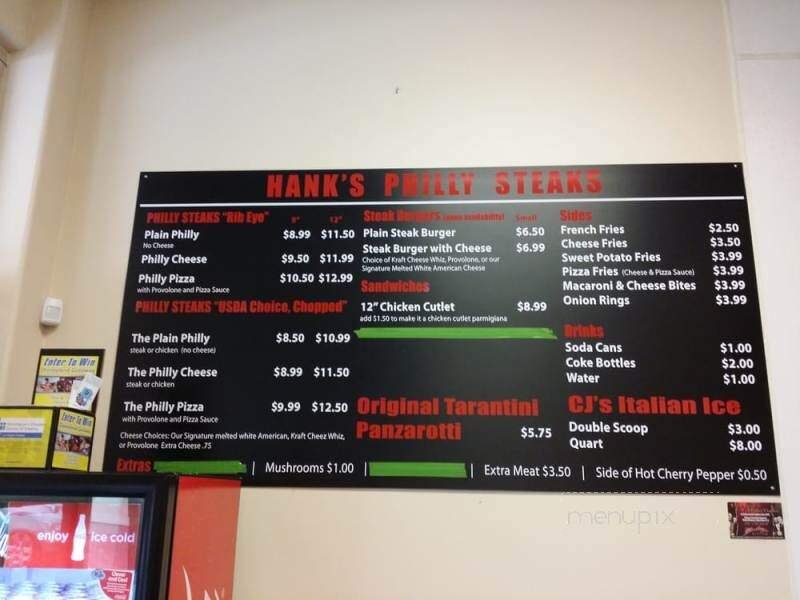 HANK'S PHILLY STEAKS
PHILLY STEAKS "Rib Eye" 9" 12"
Plain Philly $8.99 $11.50
No Cheese
Philly Cheese $9.50 $11.99
Philly Pizza $10.50 $12.99
with Provolone and Pizza Sauce
PHILLY STEAKS "USDA Choice, Chopped"
The Plain Philly $8.50 $10.99
steak or chicken (no cheese)
The Philly Cheese $8.99 $11.50
steak or chicken
The Philly Pizza $9.99 $12.50
with Provolone and Pizza Sauce
Cheese Choices: Our Signature melted white American, Kraft Cheez Whiz,
or Provolone Extra Cheese .75
Steak Burgers Small
Plain Steak Burger $6.50
Steak Burger with Cheese $6.99
Choice of Kraft Cheese Whiz, Provolone, or our
Signature Melted White American Cheese
Sandwiches
12" Chicken Cutlet $8.99
add $1.50 to make it a chicken cutlet parmigiana
Original Tarantini
Panzarotti $5.75
Sides
French Fries $2.50
Cheese Fries $3.50
Sweet Potato Fries $3.99
Pizza Fries (Cheese & Pizza Sauce) $3.99
Macaroni & Cheese Bites $3.99
Onion Rings $3.99
Drinks
Soda Cans $1.00
Coke Bottles $2.00
Water $1.00
CJ's Italian Ice
Double Scoop $3.00
Quart $8.00
Extras | Mushrooms $1.00 | | Extra Meat $3.50 | Side of Hot Cherry Pepper $0.50
Enter To Win
Enter To Win
enjoy ice cold
menupix